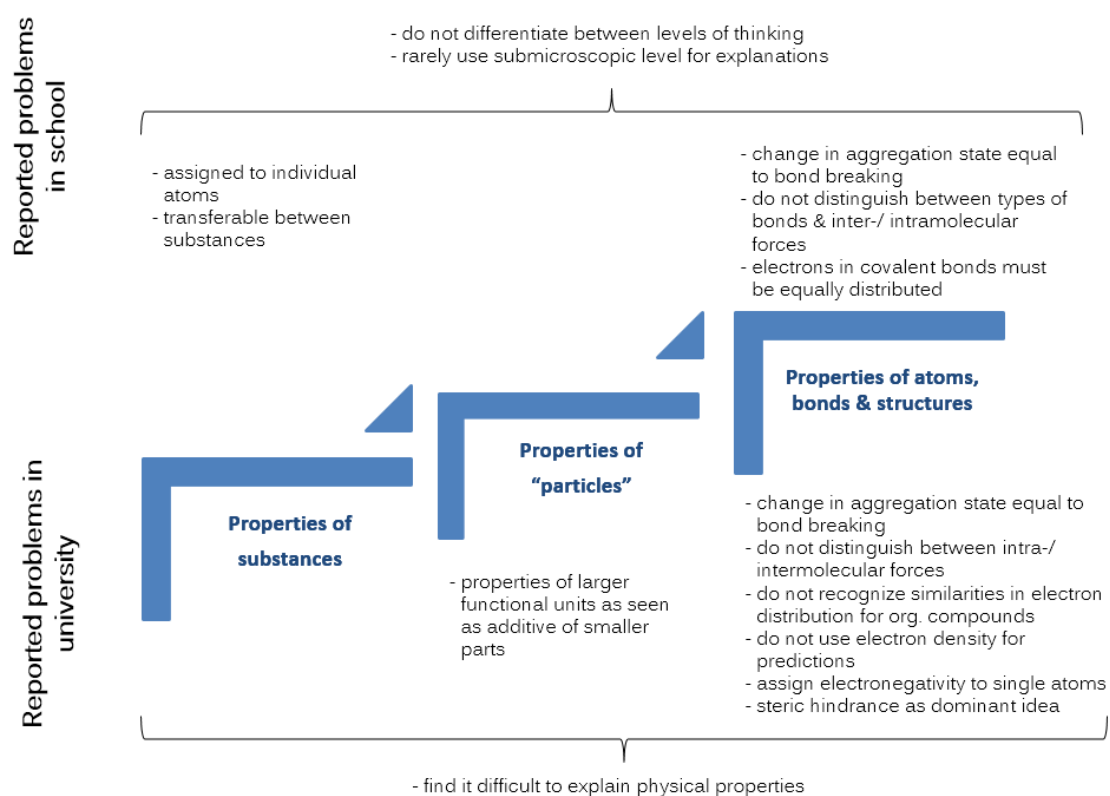 Reported problems
in school
- do not differentiate between levels of thinking
- rarely use submicroscopic level for explanations
- assigned to individual
atoms
- transferable between
substances
- change in aggregation state equal
to bond breaking
- do not distinguish between types of
bonds & inter-/ intramolecular
forces
- electrons in covalent bonds must
be equally distributed
Properties of atoms,
bonds & structures
Properties of
“particles”
Properties of
substances
Reported problems in
university
- properties of larger
functional units as seen
as additive of smaller
parts
- change in aggregation state equal to
bond breaking
- do not distinguish between intra-/
intermolecular forces
- do not recognize similarities in electron
distribution for org. compounds
- do not use electron density for
predictions
- assign electronegativity to single atoms
- steric hindrance as dominant idea
- find it difficult to explain physical properties